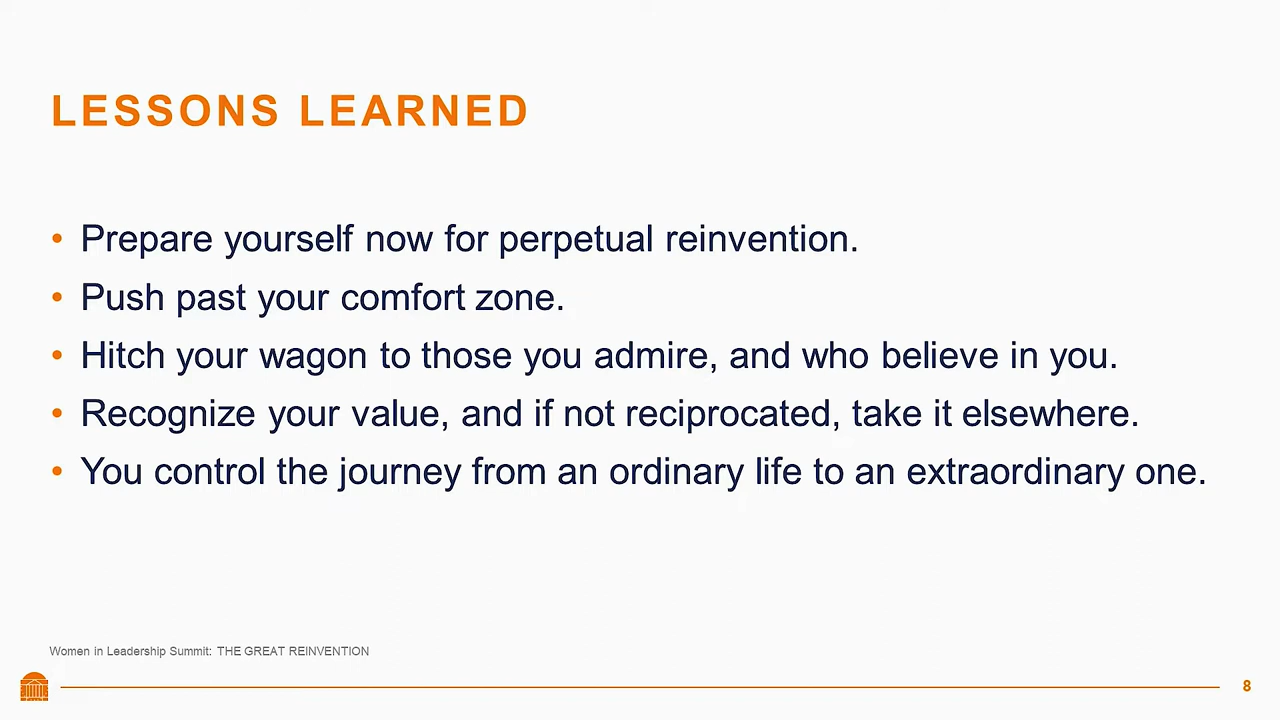 LESSONS LEARNED
• Prepare yourself now for perpetual reinvention.
• Push past your comfort zone.
• Hitch your wagon to those you admire, and who believe in you.
• Recognize your value, and if not reciprocated, take it elsewhere.
• You control the journey from an ordinary life to an extraordinary one.
Women in Leadership Summit: THE GREAT REINVENTION
8